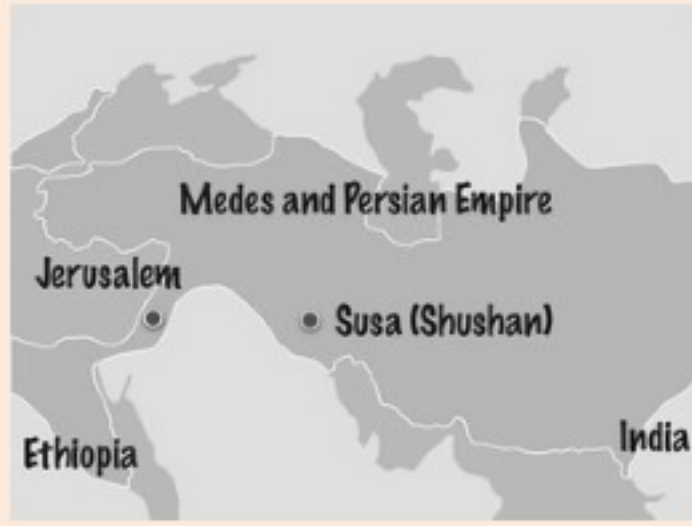 Medes and Persian Empire
Jerusalem
Susa (Shushan)
India
Ethiopia